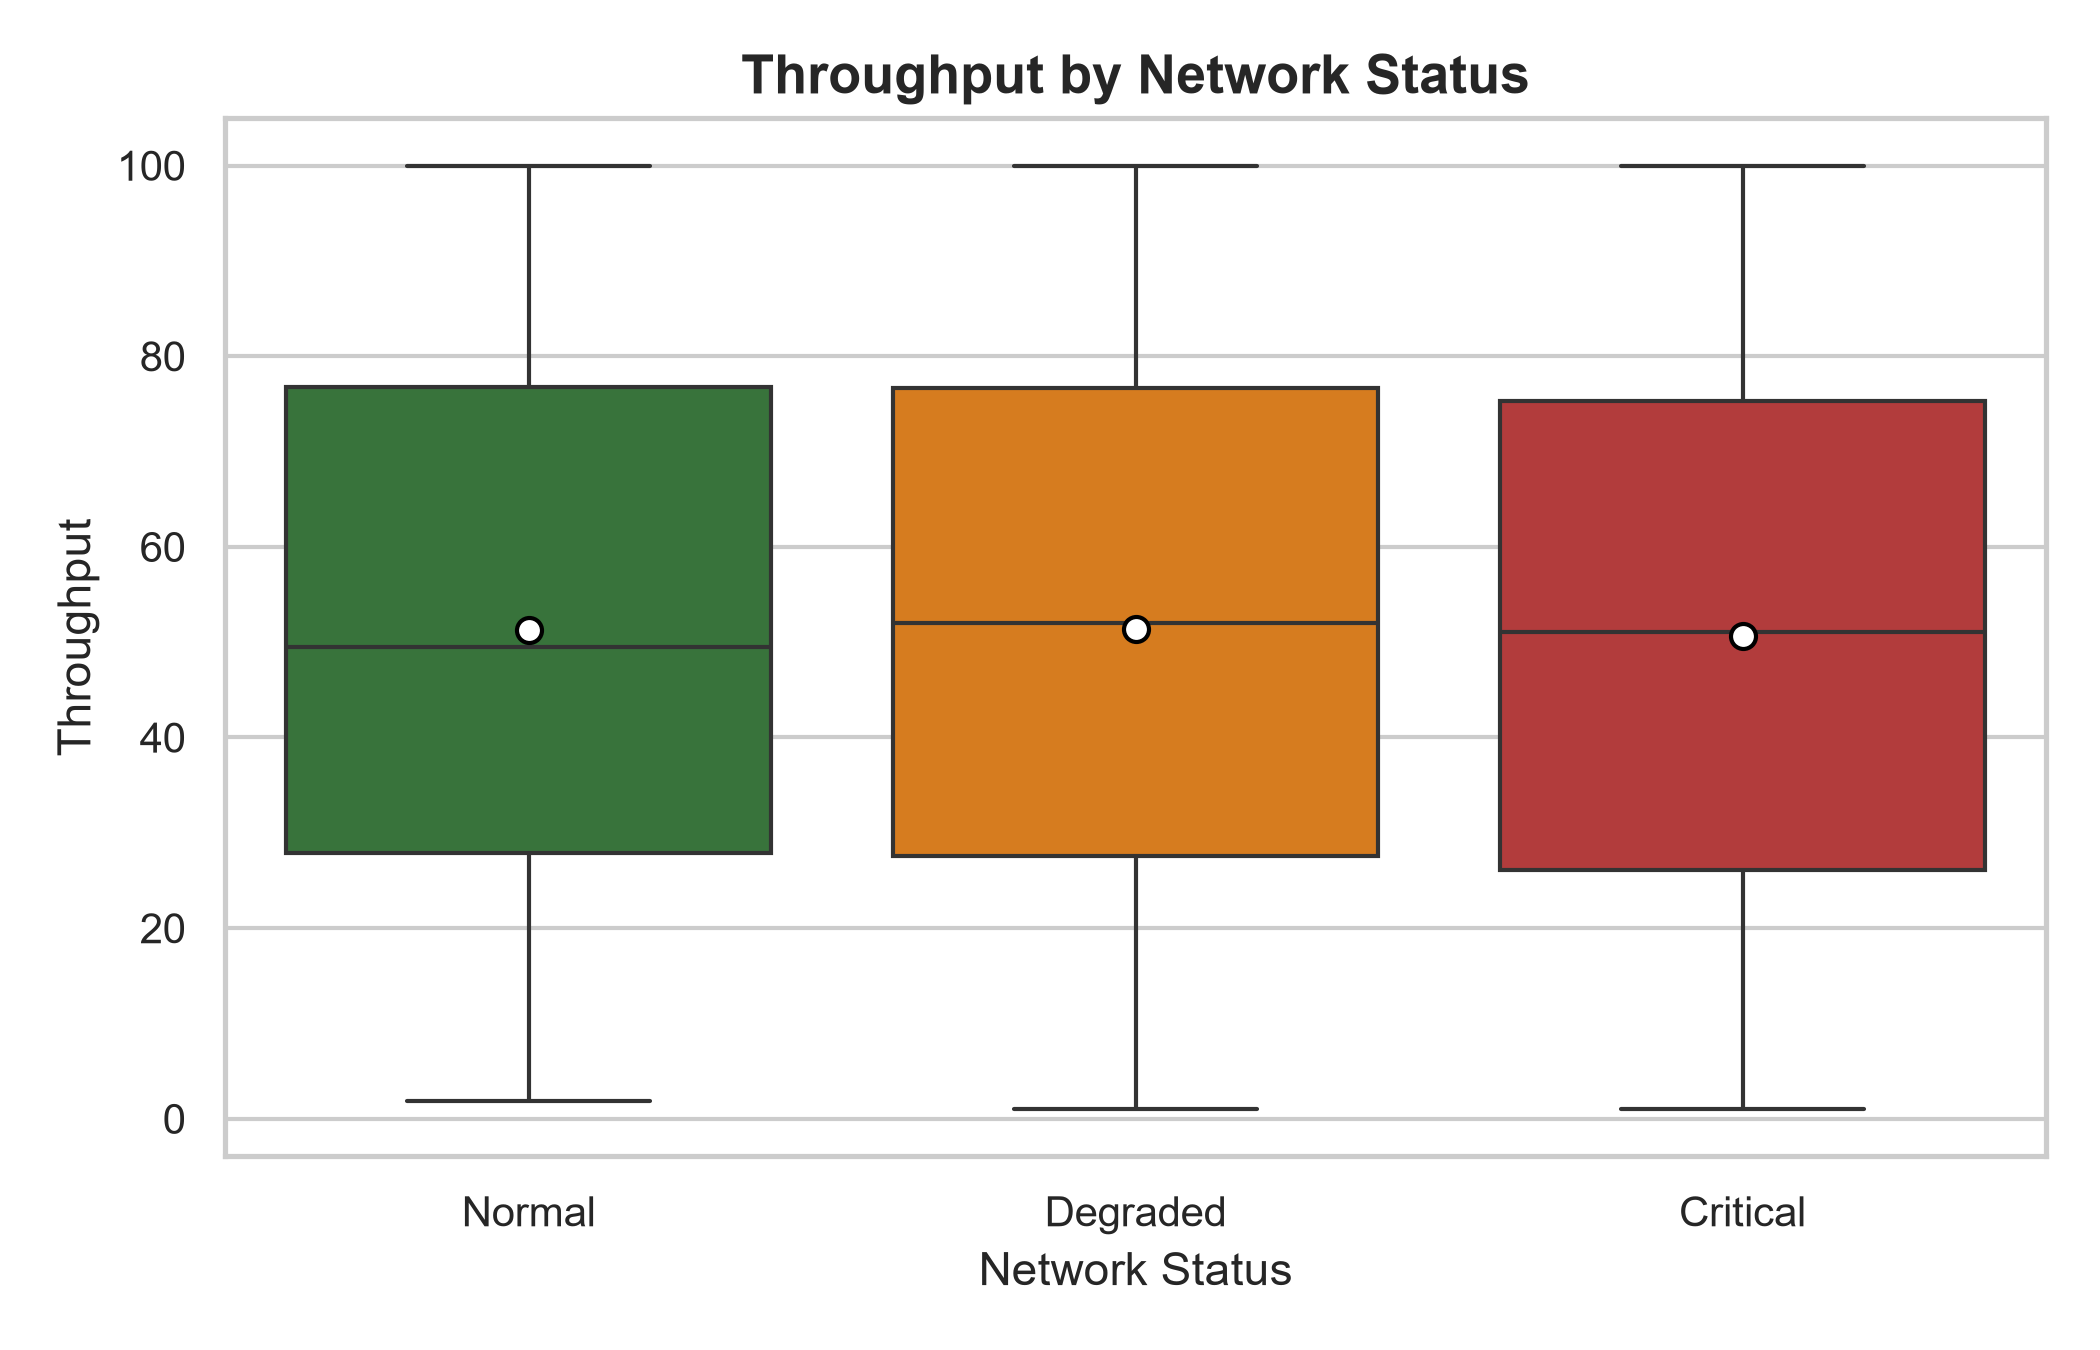 Throughput by Network Status
Throughput
100
80
60
40
20
0
Normal
Degraded
Critical
Network Status